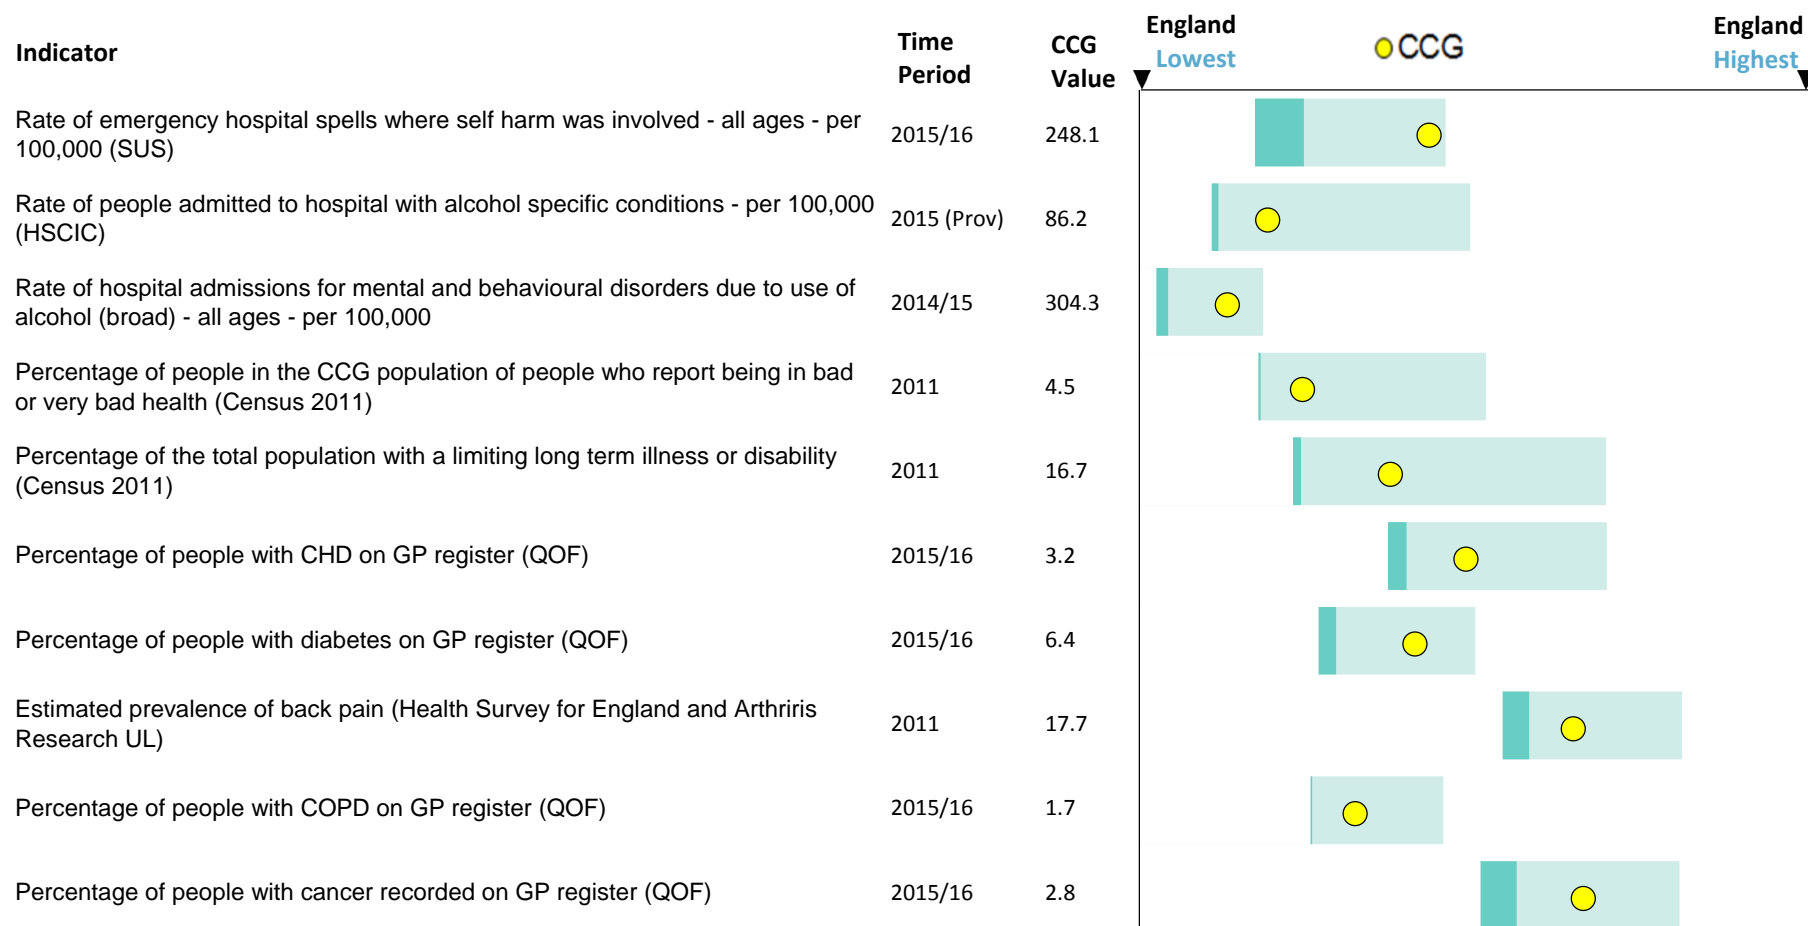 Indicator
Time
Period
CCG
Value
England
Lowest
CCG
England
Highest
Rate of emergency hospital spells where self harm was involved - all ages - per
100,000 (SUS)
2015/16
248.1
Rate of people admitted to hospital with alcohol specific conditions - per 100,000
(HSCIC)
2015 (Prov)
86.2
Rate of hospital admissions for mental and behavioural disorders due to use of
alcohol (broad) - all ages - per 100,000
2014/15
304.3
Percentage of people in the CCG population of people who report being in bad
or very bad health (Census 2011)
2011
4.5
Percentage of the total population with a limiting long term illness or disability
(Census 2011)
2011
16.7
Percentage of people with CHD on GP register (QOF)
2015/16
3.2
Percentage of people with diabetes on GP register (QOF)
2015/16
6.4
Estimated prevalence of back pain (Health Survey for England and Arthriris
Research UL)
2011
17.7
Percentage of people with COPD on GP register (QOF)
2015/16
1.7
Percentage of people with cancer recorded on GP register (QOF)
2015/16
2.8